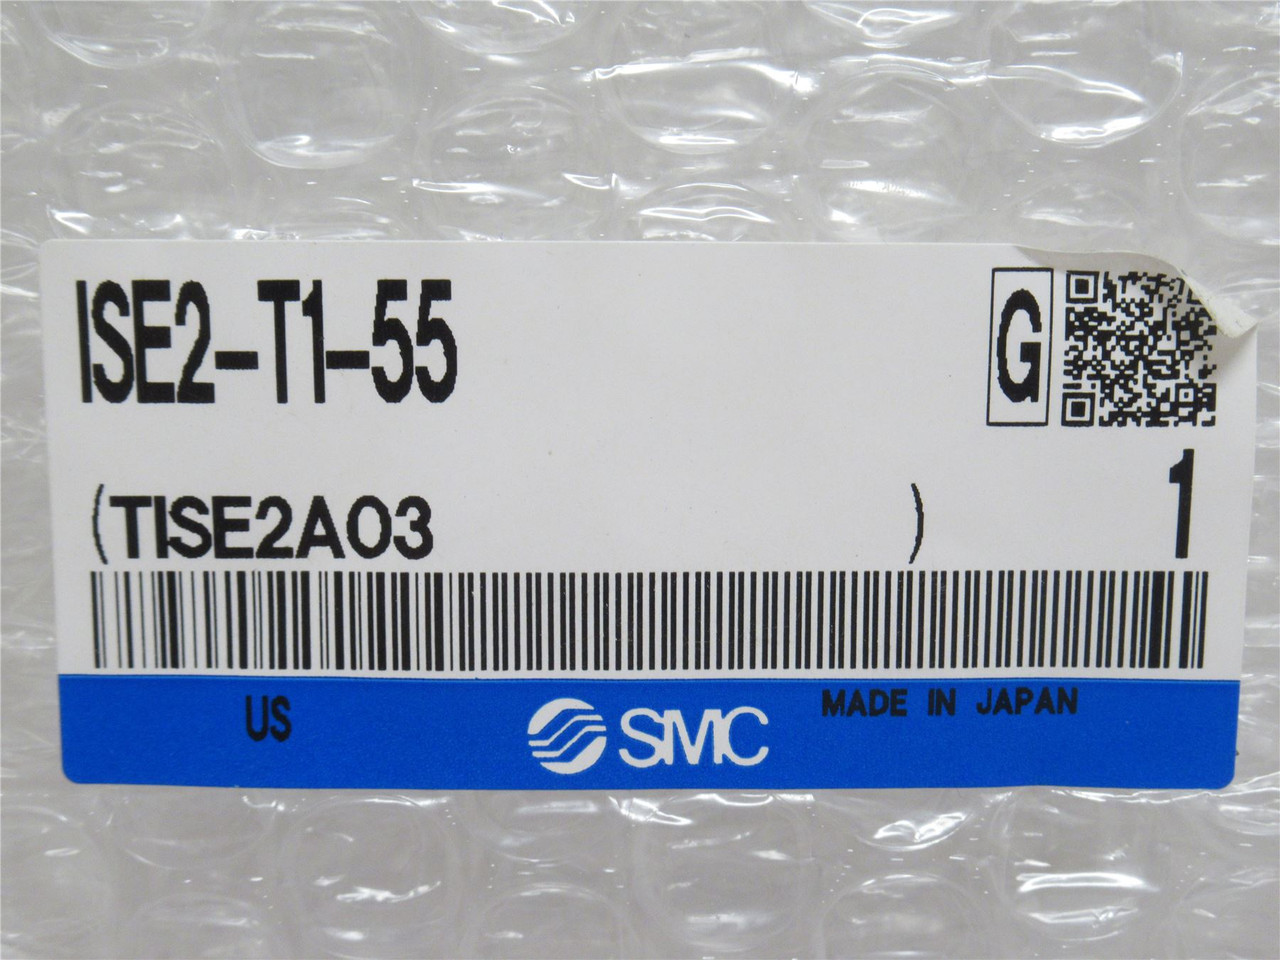 ISE2-T1-55
G
(TISE2A03 )
1
US
SMC
MADE IN JAPAN